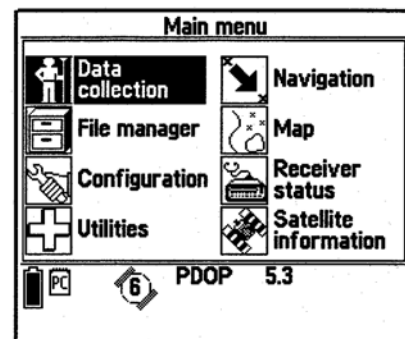 Main menu
Data
collection
Navigation
File manager
Map
Configuration
Receiver
status
Utilities
Satellite
information
PC
6
PDOP 5.3